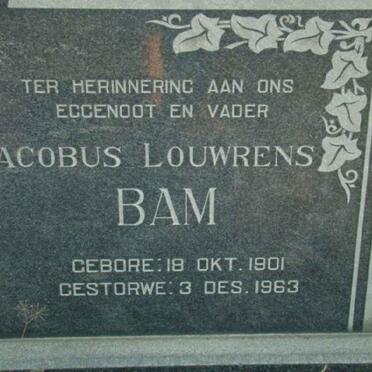 TER HERINNERING AAN ONS
EGGENOOT EN VADER
ACOBUS LOUWRENS
BAM
GEBORE: 18 OKT. 1901
GESTORWE: 3 DES. 1963